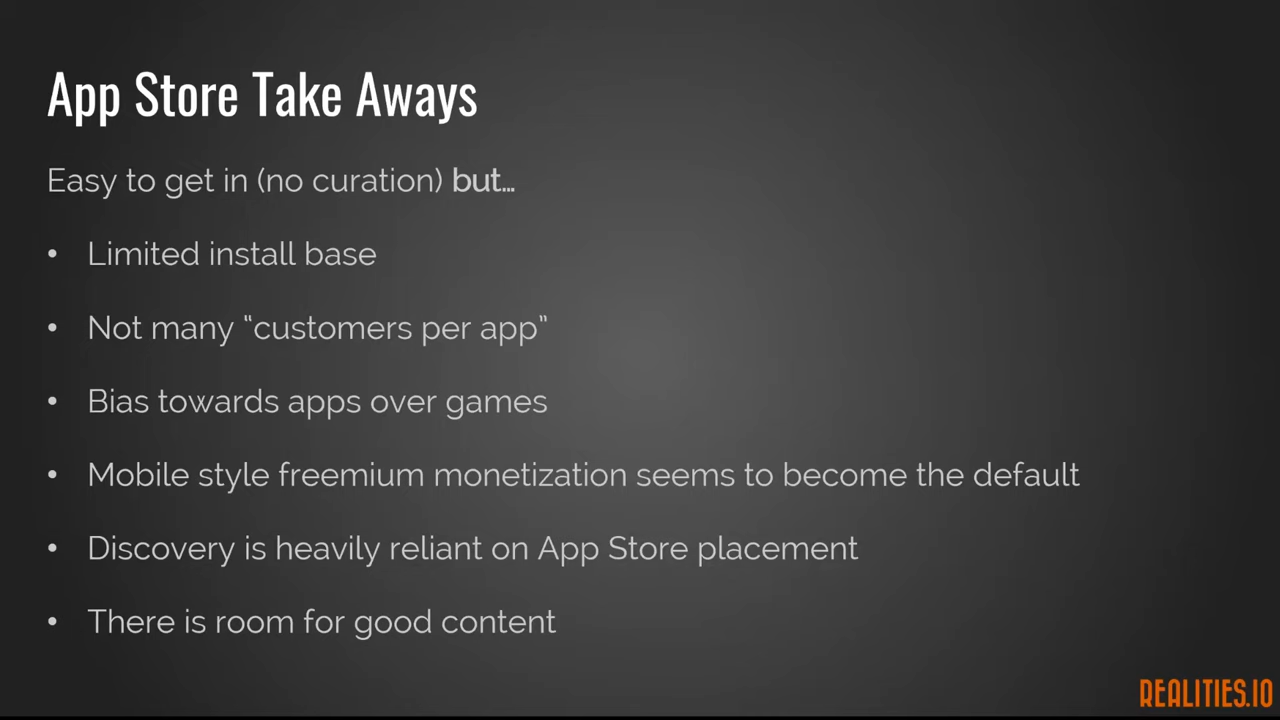 App Store Take Aways
Easy to get in (no curation) but...
• Limited install base
• Not many “customers per app”
• Bias towards apps over games
• Mobile style freemium monetization seems to become the default
• Discovery is heavily reliant on App Store placement
• There is room for good content
REALITIES.IO